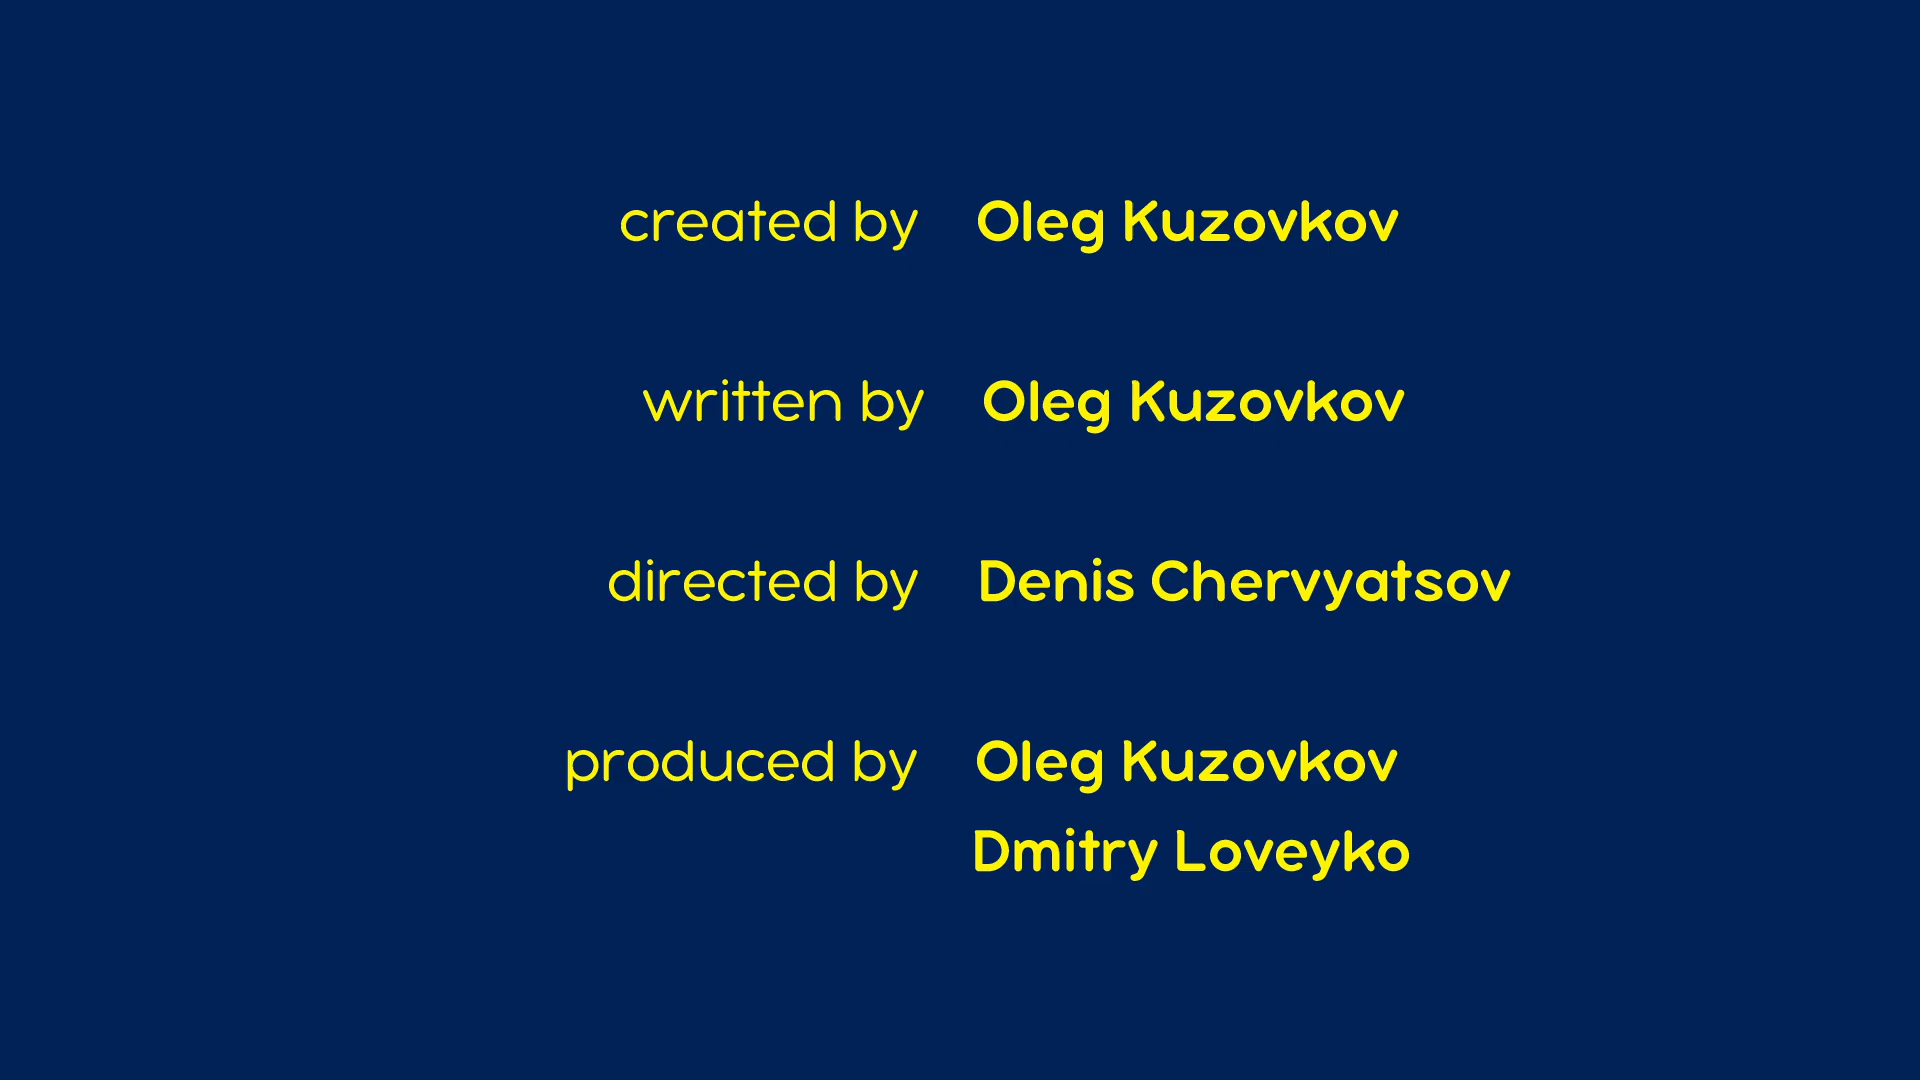 created by Oleg Kuzovkov
written by Oleg Kuzovkov
directed by Denis Chervyatsov
produced by Oleg Kuzovkov
Dmitry Loveyko